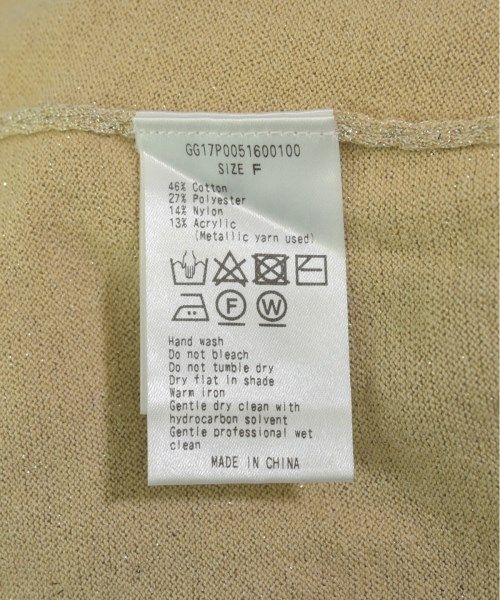 GG17P0051600100
SIZE F
46% Cotton
27% Polyester
14% Nylon
13% Acrylic
(Metallic yarn used)
F W
Hand wash
Do not bleach
Do not tumble dry
Dry flat in shade
Warm iron
Gentle dry clean with
hydrocarbon solvent
Gentle professional wet
clean
MADE IN CHINA